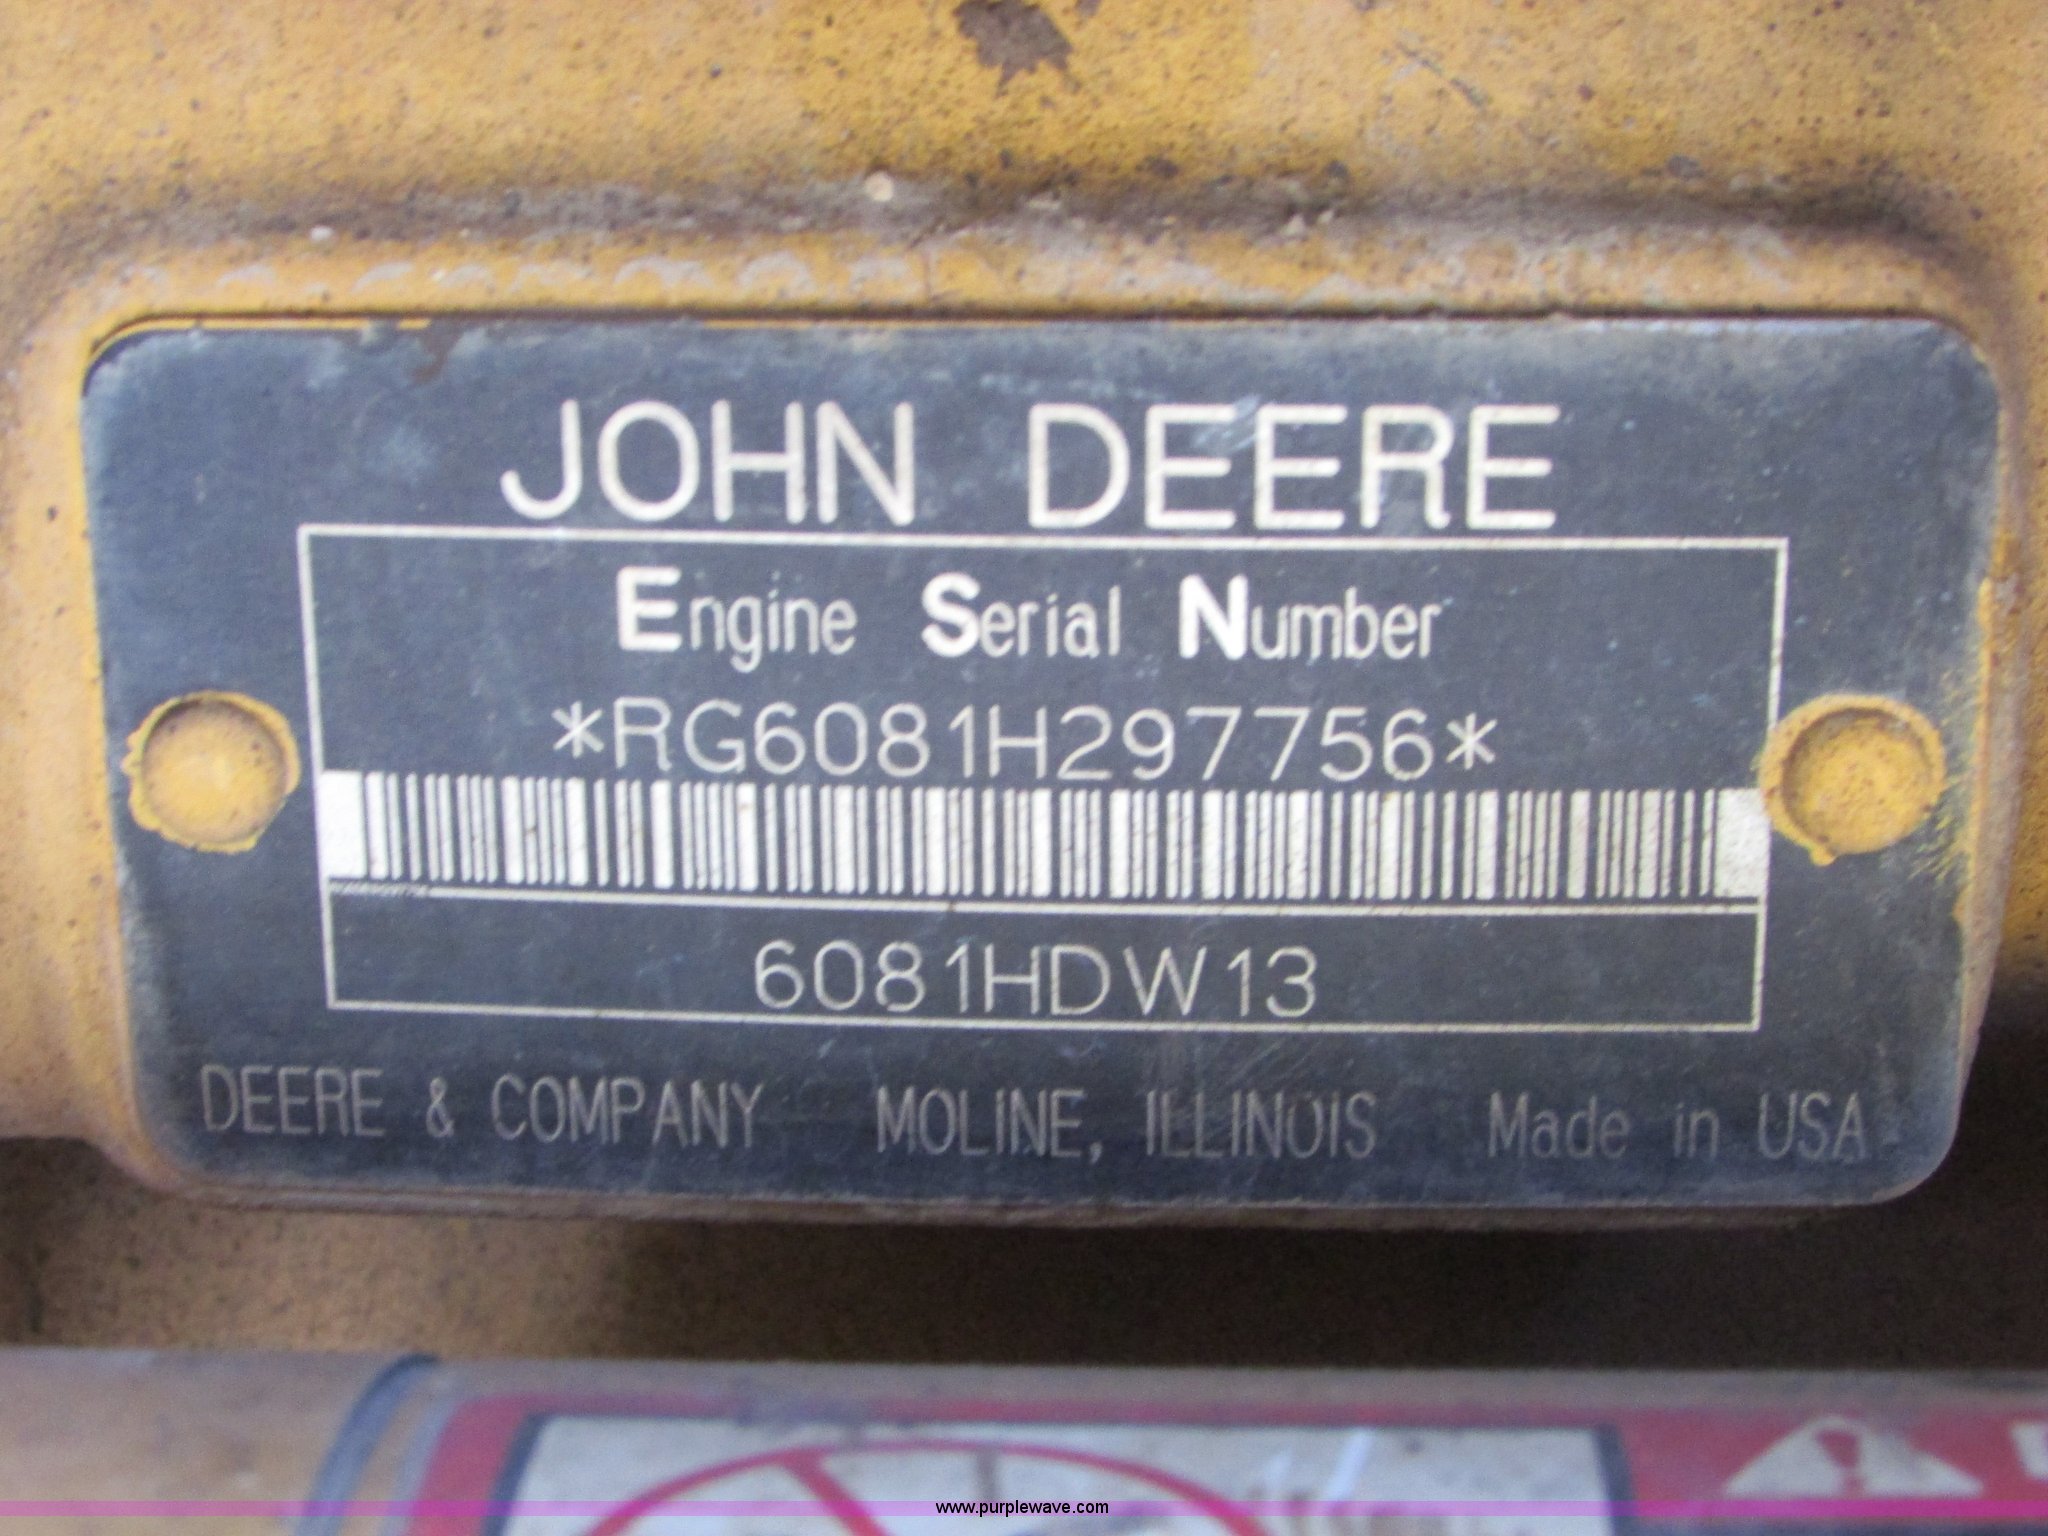 JOHN DEERE
Engine Serial Number
*RG6081H297756*
6081HDW13
DEERE & COMPANY MOLINE, ILLINOIS Made in USA
www.purplewave.com